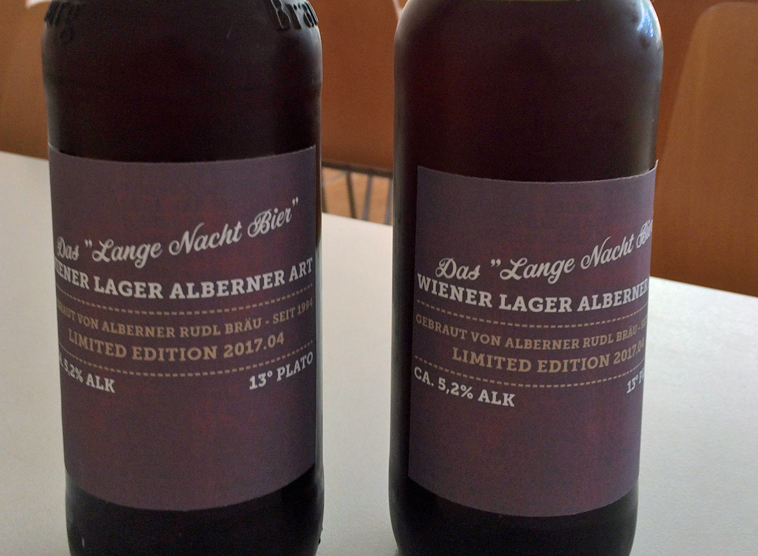 Das "Lange Nacht Bier"
WIENER LAGER ALBERNER ART
GEBRAUT VON ALBERNER RUDL BRÄU - SEIT 1994
LIMITED EDITION 2017.04
CA. 5,2% ALK
13° PLATO
Das "Lange Nacht Bier
WIENER LAGER ALBERNER
GEBRAUT VON ALBERNER RUDL BRÄU -
LIMITED EDITION 2017.04
CA. 5,2% ALK
13°